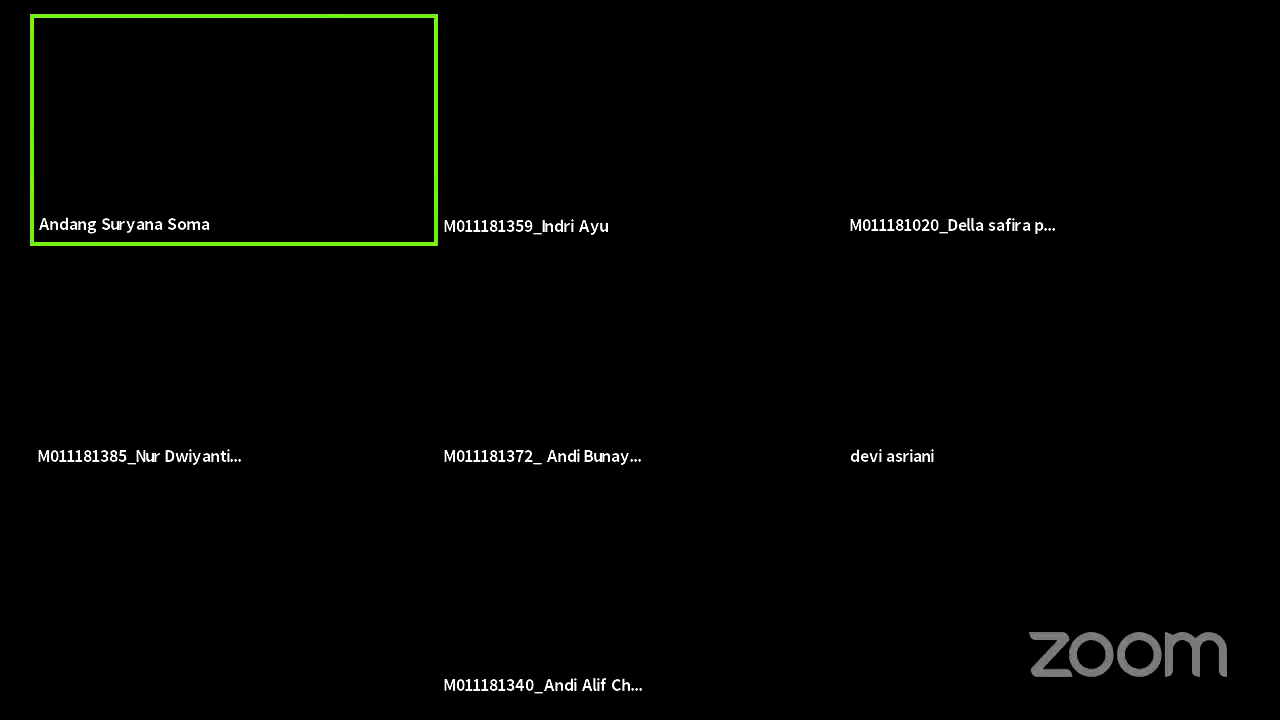 Andang Suryana Soma
M011181359_Indri Ayu
M011181020_Della safira p...
M011181385_Nur Dwiyanti...
M011181372_ Andi Bunay...
devi asriani
M011181340_Andi Alif Ch...
zoom